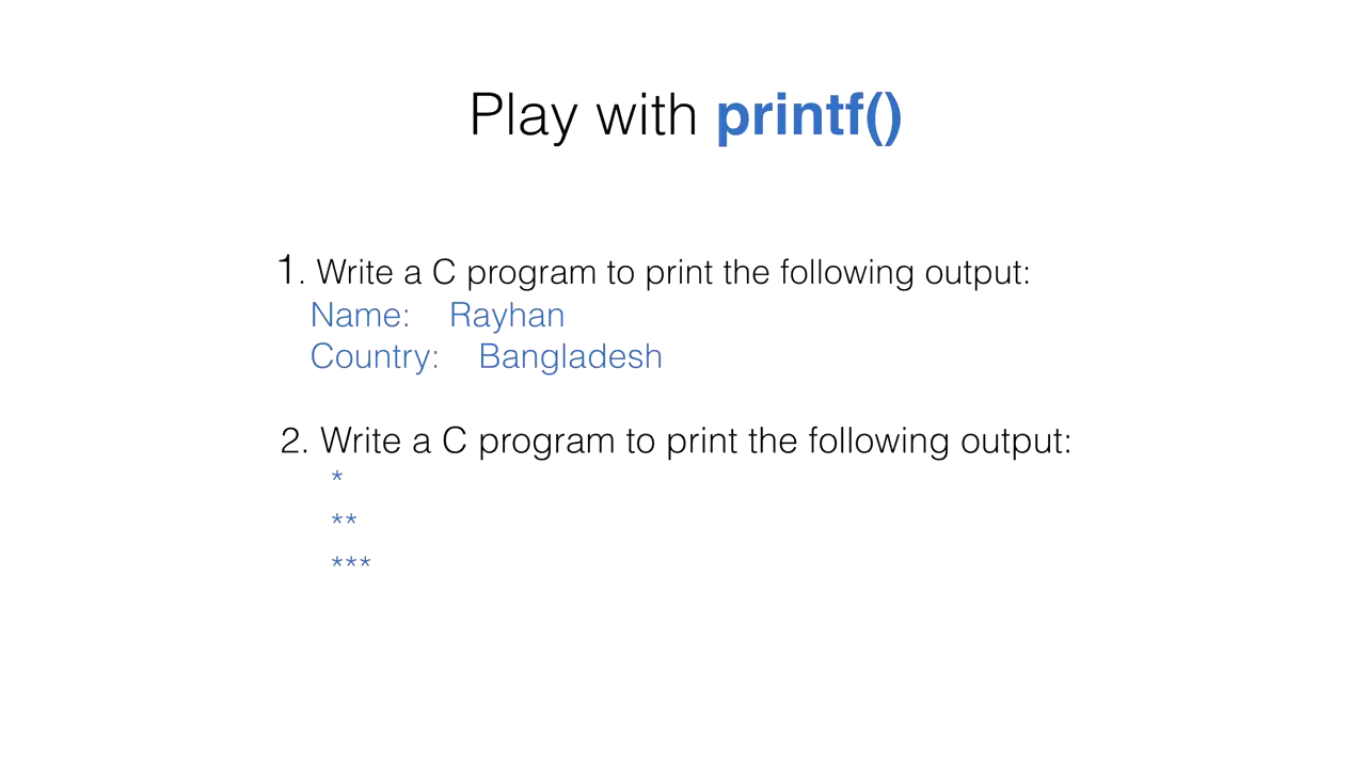 Play with printf()
1. Write a C program to print the following output:
Name: Rayhan
Country: Bangladesh
2. Write a C program to print the following output:
*
**
***